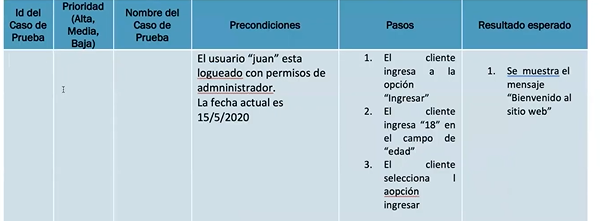 Id del
Caso de
Prueba
Prioridad
(Alta,
Media,
Baja)
Nombre del
Caso de
Prueba
Precondiciones
Pasos
Resultado esperado
El usuario “juan” esta
logueado con permisos de
admninistrador.
La fecha actual es
15/5/2020
1. El cliente
ingresa a la
opción
“Ingresar”
2. El cliente
ingresa “18” en
el campo de
“edad”
3. El cliente
selecciona l
aopción
ingresar
1. Se muestra el
mensaje
“Bienvenido al
sitio web”